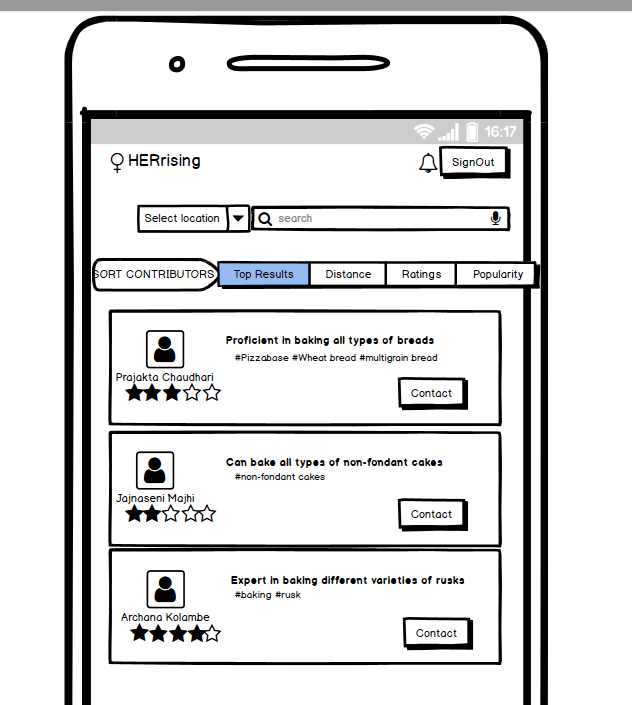 16:17
HERrising
SignOut
Select location
search
SORT CONTRIBUTORS
Top Results
Distance
Ratings
Popularity
Proficient in baking all types of breads
#Pizzabase #Wheat bread #multigrain bread
Prajakta Chaudhari
Contact
Can bake all types of non-fondant cakes
#non-fondant cakes
Jajnaseni Majhi
Contact
Expert in baking different varieties of rusks
#baking #rusk
Archana Kolambe
Contact